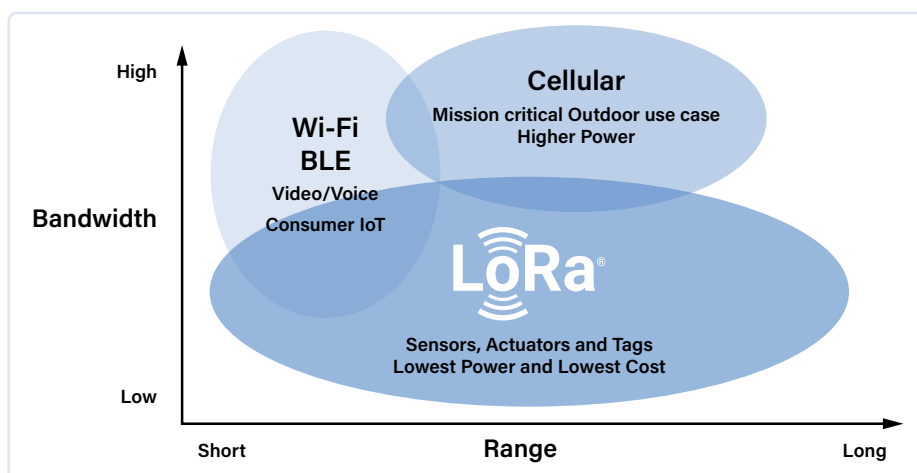 High
Cellular
Mission critical Outdoor use case
Higher Power
Wi-Fi
BLE
Video/Voice
Consumer IoT
Bandwidth
LoRa®
Sensors, Actuators and Tags
Lowest Power and Lowest Cost
Low
Short
Range
Long